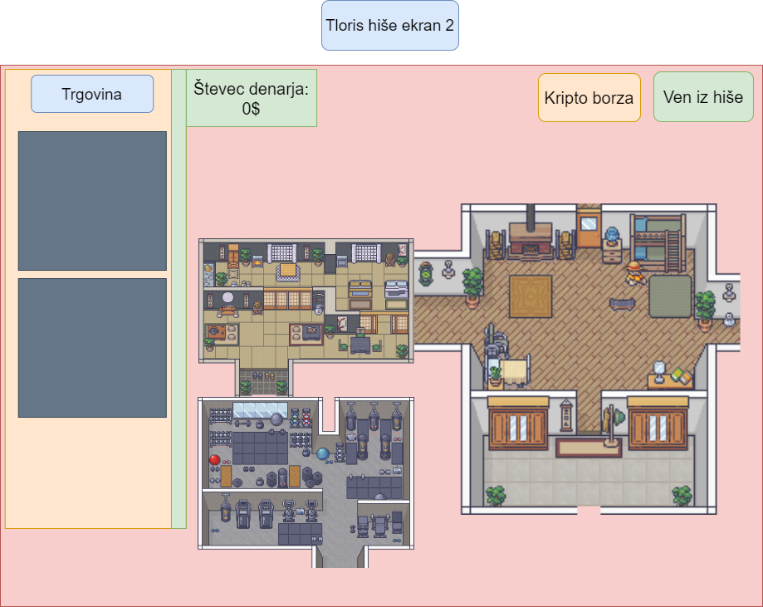 Tloris hiše ekran 2
Trgovina
Števec denarja:
0$
Kripto borza
Ven iz hiše